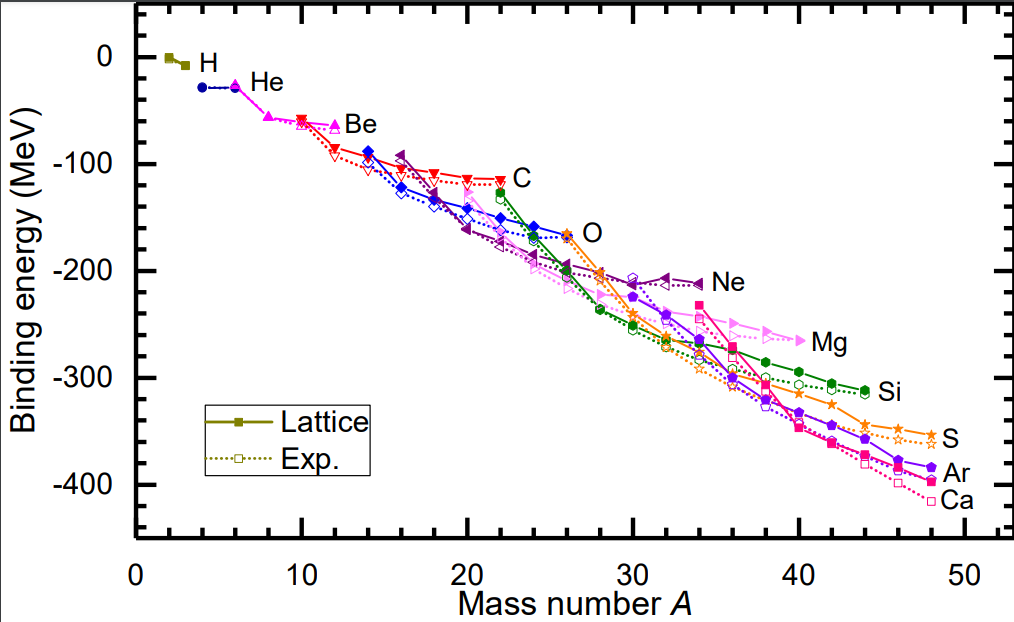 Binding energy (MeV)
0
-100
-200
-300
-400
H
He
Be
C
O
Ne
Mg
Si
S
Ar
Ca
Lattice
Exp.
0
10
20
30
40
50
Mass number A